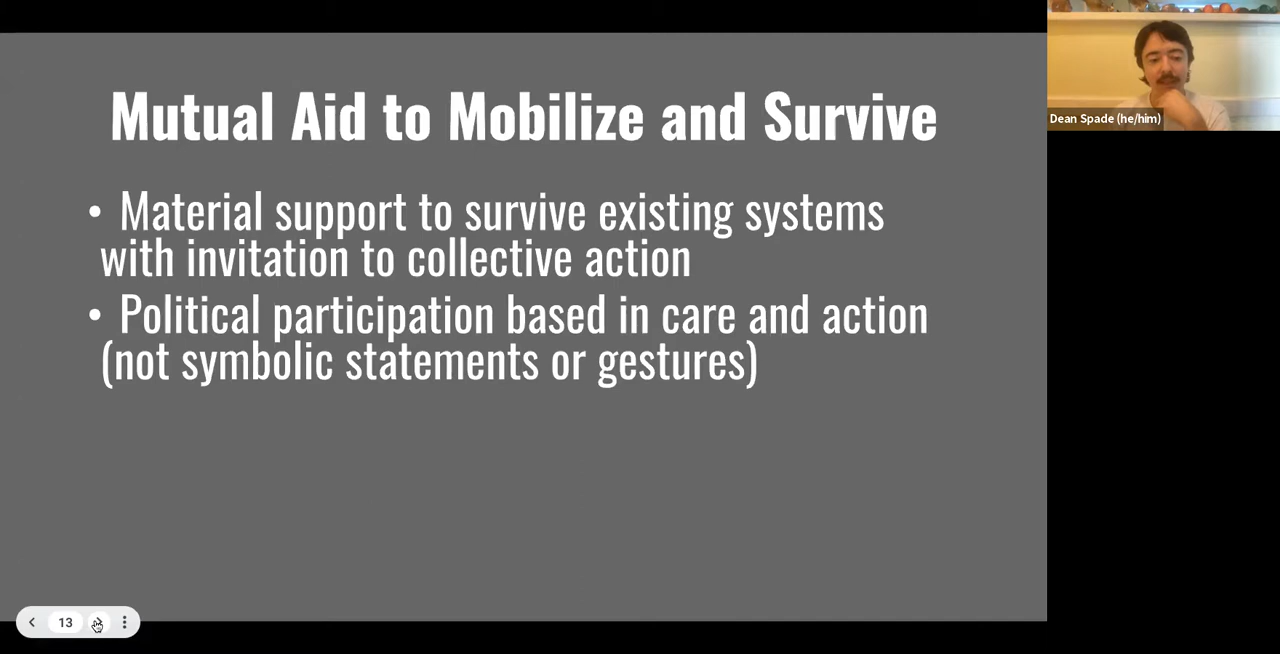 Mutual Aid to Mobilize and Survive
• Material support to survive existing systems
with invitation to collective action
• Political participation based in care and action
(not symbolic statements or gestures)
Dean Spade (he/him)
13